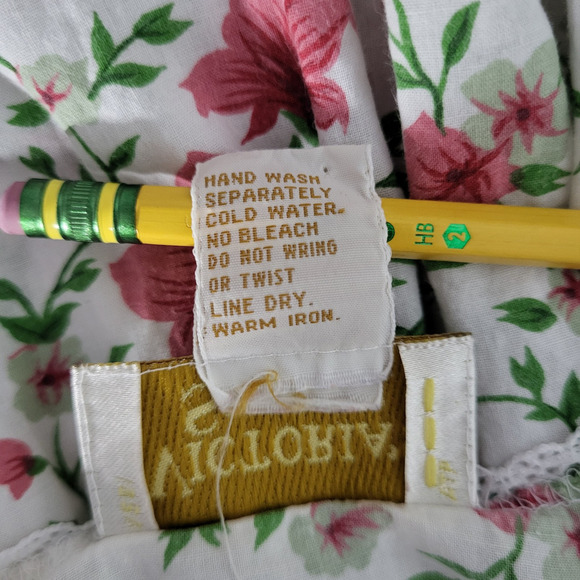 HAND WASH
SEPARATELY
COLD WATER.
NO BLEACH
DO NOT WRING
OR TWIST
LINE DRY.
WARM IRON.
HB 2
VICTORIA'S